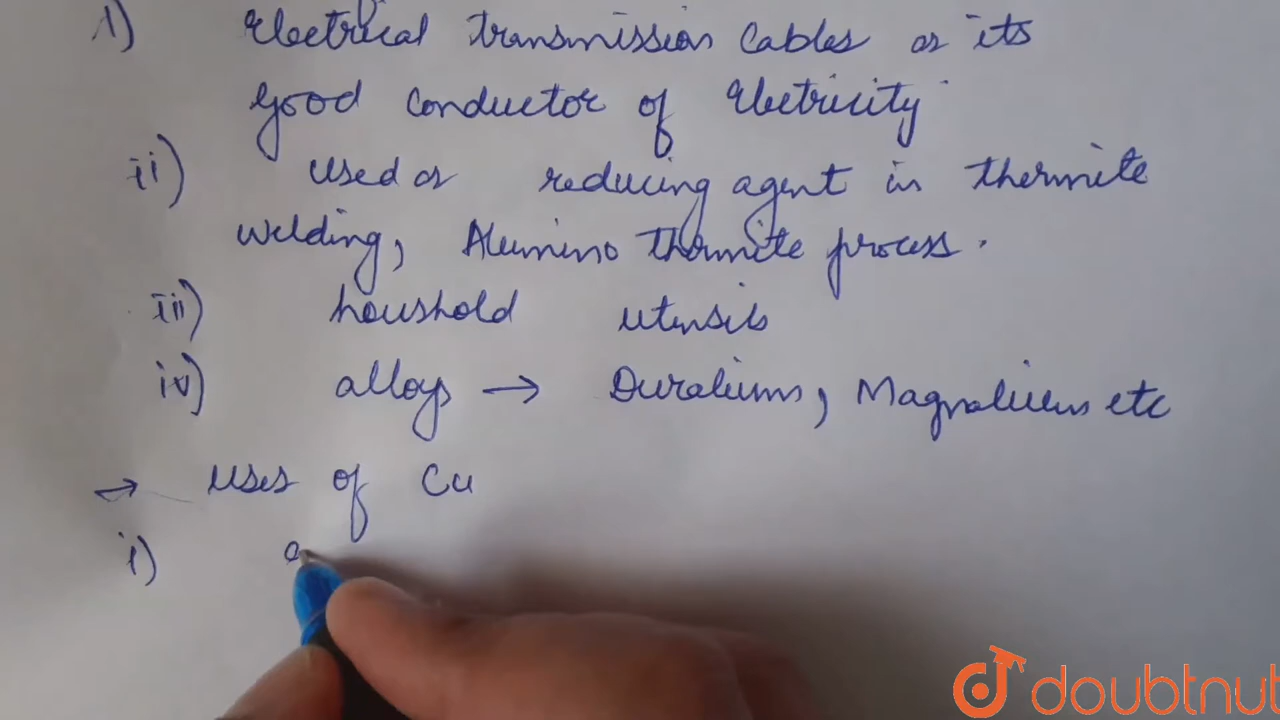 i) Electrical transmission Cables as its
good conductor of Electricity
ii) Used as reducing agent in thermite
welding, Alumino thermite process.
iii) houshold utensils
iv) alloys → Duralium, Magnalium etc
→ Uses of Cu
i) a
doubtnut